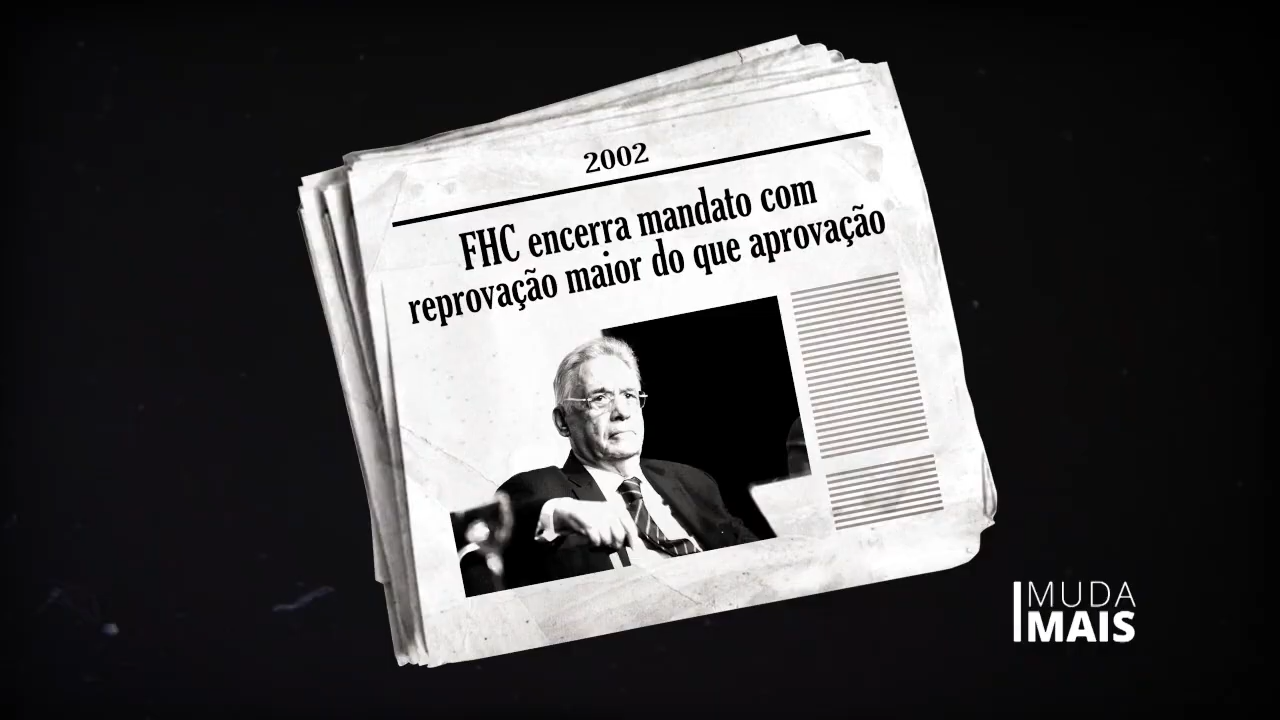 2002
FHC encerra mandato com
reprovação maior do que aprovação
MUDA
MAIS